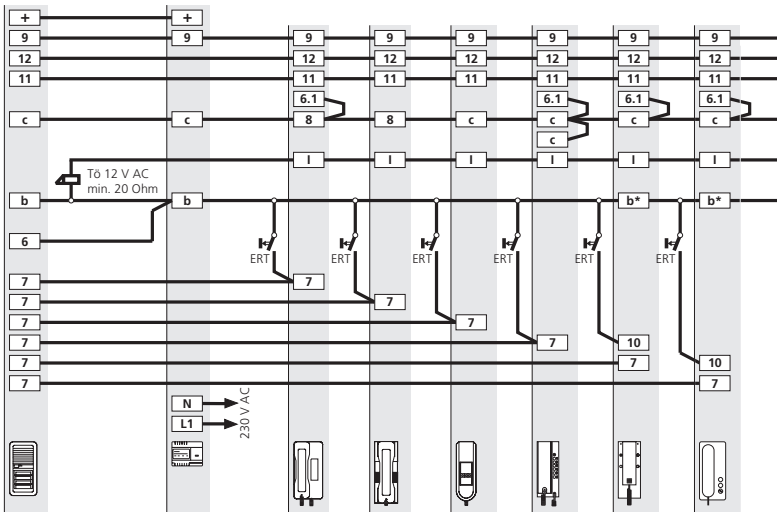 + +
9 9 9 9 9 9 9 9
12 12 12 12 12 12 12
11 11 11 11 11 11 11
6.1 6.1 6.1 6.1
c c 8 8 c c c c
c
I I I I I I
Tö 12 V AC
min. 20 Ohm
b b b* b*
6
ERT ERT ERT ERT ERT ERT
7 7
7 7
7 7
7 7 10
7 7 10
7 7
N
L1
230 V AC